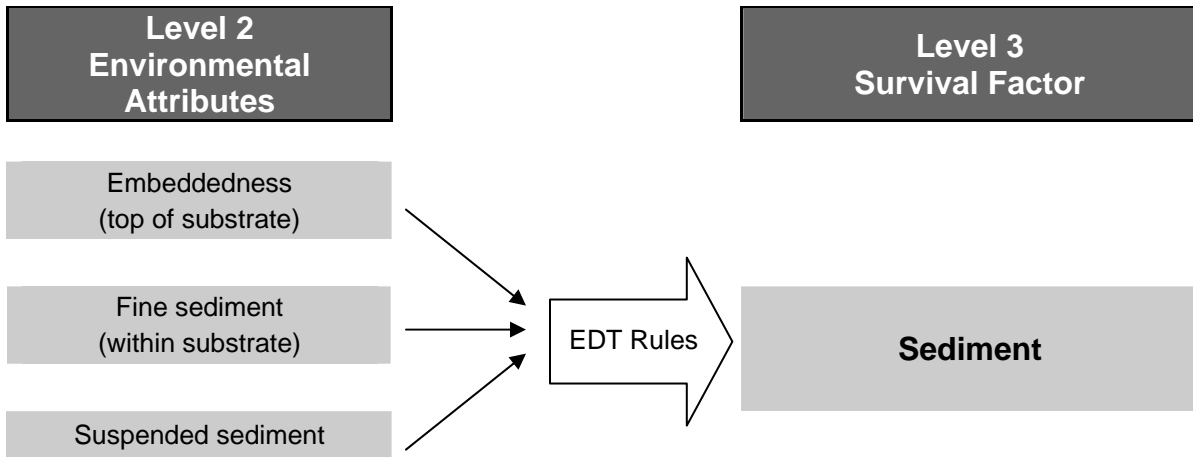 Level 2
Environmental
Attributes
Level 3
Survival Factor
Embeddedness
(top of substrate)
Fine sediment
(within substrate)
Suspended sediment
EDT Rules
Sediment